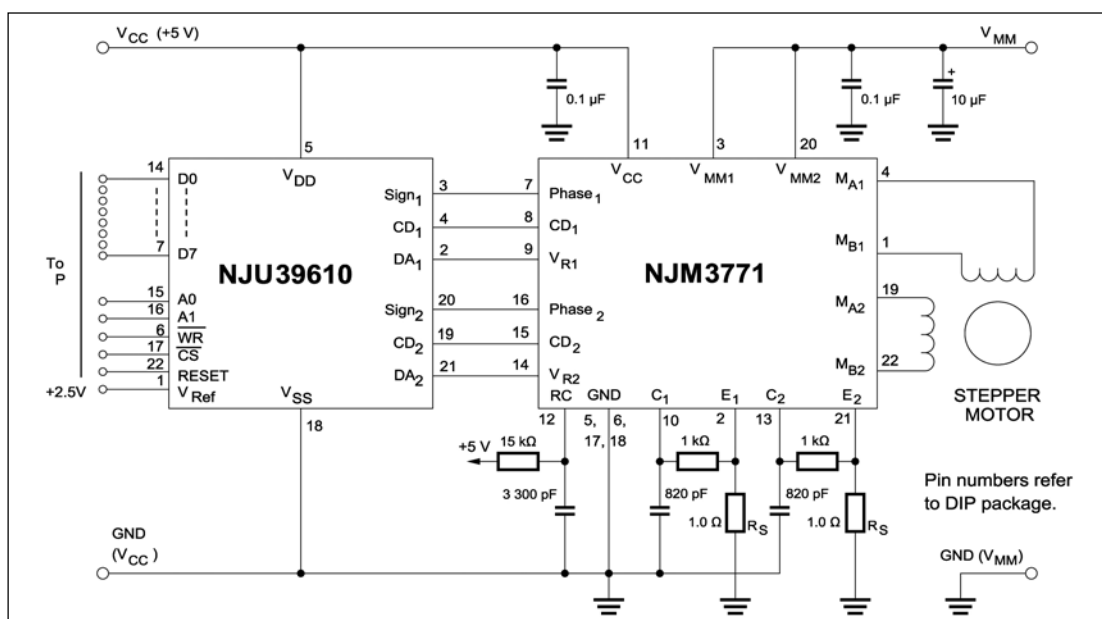 VCC (+5 V)
VMM
0.1 µF
0.1 µF
+
10 µF
5
11
3
20
VDD
VCC
VMM1
VMM2
14
D0
7
D7
To
P
15
A0
16
A1
6
WR
17
CS
22
RESET
+2.5V
1
VRef
NJU39610
VSS
18
Sign1
3
7
Phase1
CD1
4
8
CD1
DA1
2
9
VR1
Sign2
20
16
Phase2
CD2
19
15
CD2
DA2
21
14
VR2
NJM3771
MA1
4
MB1
1
MA2
19
MB2
22
STEPPER
MOTOR
RC
GND
C1
E1
C2
E2
12
5,
6,
17,
18
10
2
13
21
+5 V
15 kΩ
1 kΩ
1 kΩ
3 300 pF
820 pF
820 pF
1.0 Ω
RS
1.0 Ω
RS
Pin numbers refer
to DIP package.
GND
(VCC)
GND (VMM)